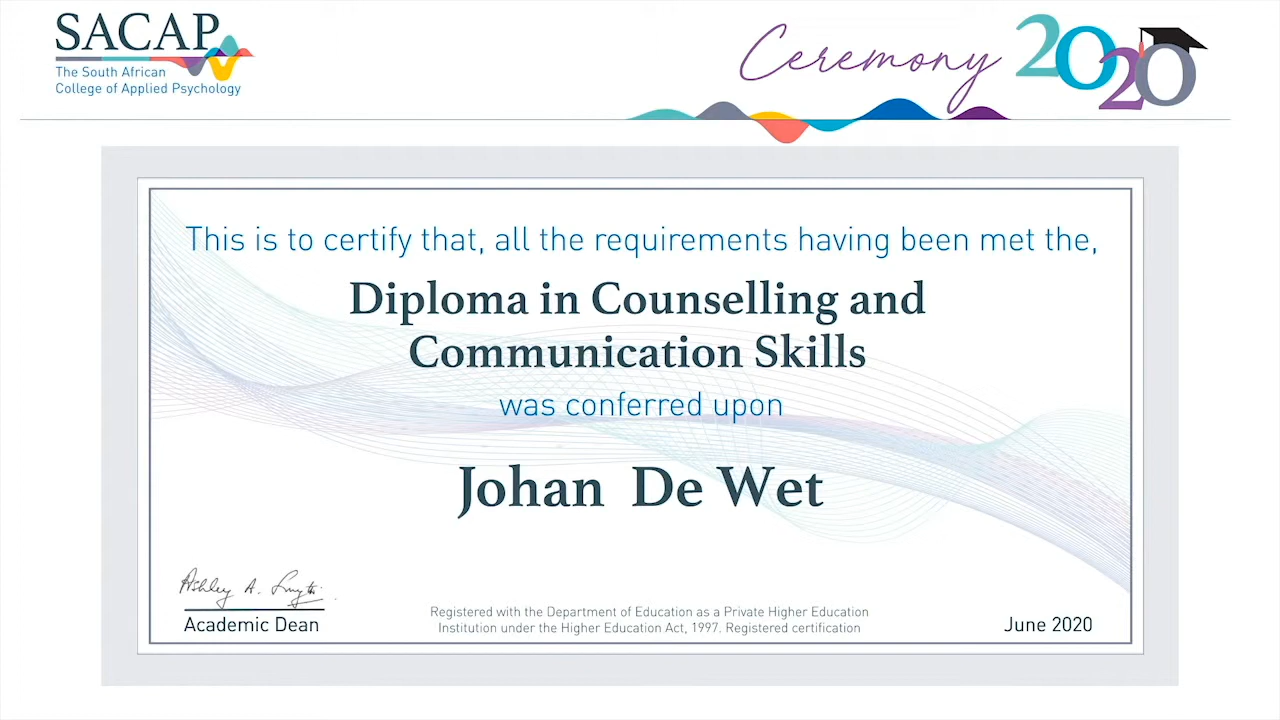 SACAP
The South African
College of Applied Psychology
Ceremony 2020
This is to certify that, all the requirements having been met the,
Diploma in Counselling and
Communication Skills
was conferred upon
Johan De Wet
Ashley A.
Academic Dean
Registered with the Department of Education as a Private Higher Education
Institution under the Higher Education Act, 1997. Registered certification
June 2020